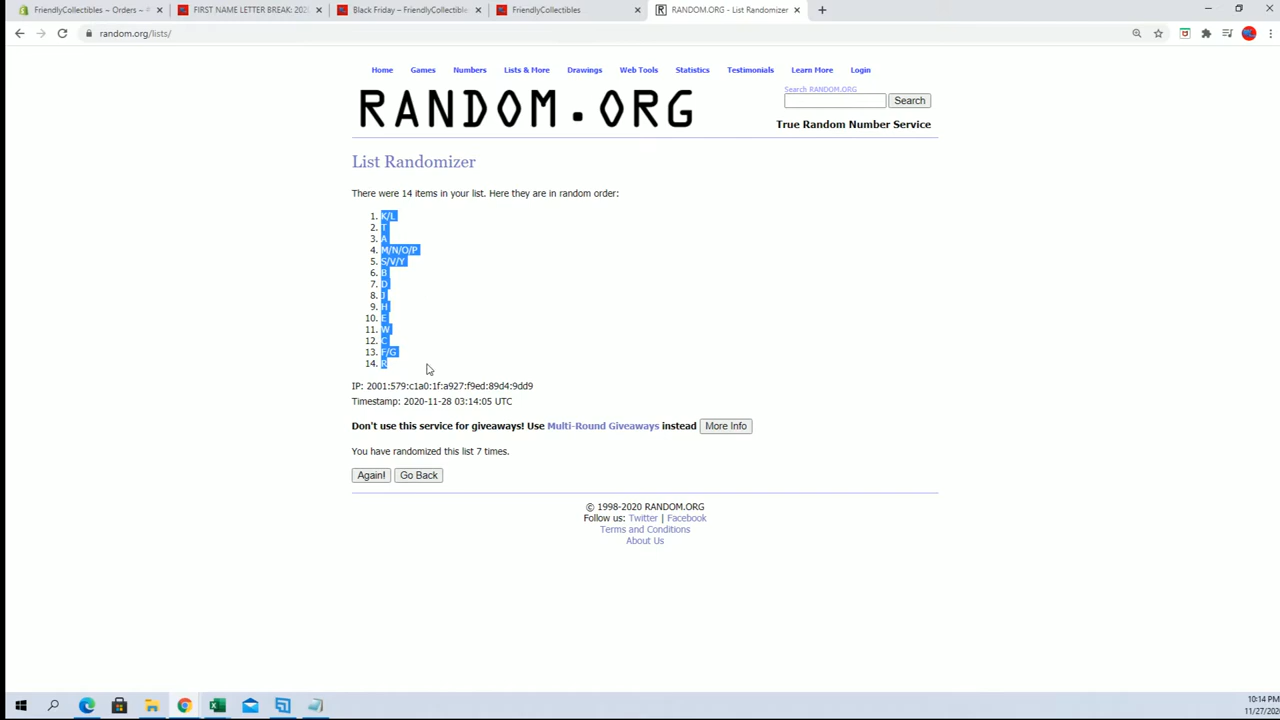 FriendlyCollectibles ~ Orders ~
FIRST NAME LETTER BREAK: 202
Black Friday – FriendlyCollectible
FriendlyCollectibles
RANDOM.ORG - List Randomizer
random.org/lists/
Home Games Numbers Lists & More Drawings Web Tools Statistics Testimonials Learn More Login
RANDOM.ORG
Search RANDOM.ORG
Search
True Random Number Service
List Randomizer
There were 14 items in your list. Here they are in random order:
1. K/L
2. T
3. A
4. M/N/O/P
5. S/V/Y
6. B
7. D
8. J
9. H
10. E
11. W
12. C
13. F/G
14. R
IP: 2001:579:c1a0:1f:a927:f9ed:89d4:9dd9
Timestamp: 2020-11-28 03:14:05 UTC
Don't use this service for giveaways! Use Multi-Round Giveaways instead More Info
You have randomized this list 7 times.
Again! Go Back
© 1998-2020 RANDOM.ORG
Follow us: Twitter | Facebook
Terms and Conditions
About Us
10:14 PM
11/27/202